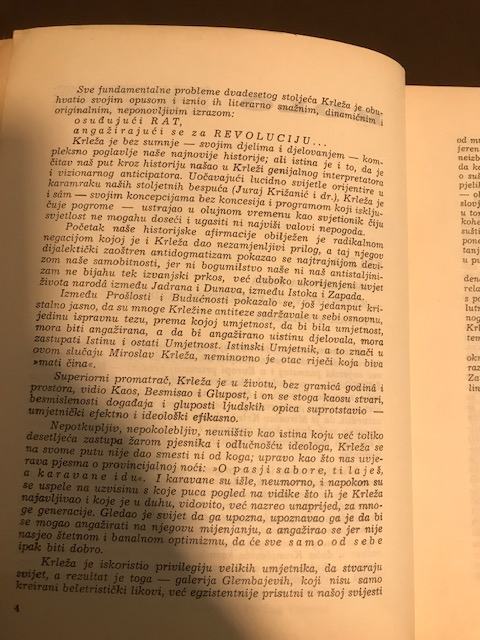 Sve fundamentalne probleme dvadesetog stoljeća Krleža je obu-
hvatio svojim opusom i iznio ih literarno snažnim, dinamičnim i
originalnim, neponovljivim izrazom:
osuđujući RAT,
angažirajući se za REVOLUCIJU...
Krleža je bez sumnje — svojim djelima i djelovanjem — kom-
pleksno poglavlje naše najnovije historije; ali istina je i to, da je
čitav naš put kroz historiju našao u Krleži genijalnog interpretatora
i vizionarnog anticipatora. Uočavajući lucidno svijetle orijentire u
karamraku naših stoljetnih bespuća (Juraj Križanić i dr.), Krleža je
i sâm — svojim koncepcijama bez koncesija i programom koji isklju-
čuje pogrome — ustrajao u olujnom vremenu kao svjetionik čiju
svjetlost ne mogahu doseći i ugasiti ni najviši valovi nepogoda.
Početak naše historijske afirmacije obilježen je radikalnom
negacijom kojoj je i Krleža dao nezamjenljivi prilog, a taj njegov
dijalektički zaoštren antidogmatizam pokazao se najtrajnijom devi-
zom naše samobitnosti, jer ni bogumilstvo naše ni naš antistaljini-
zam ne bijahu tek izvanjski prkos, već duboko ukorijenjeni uvjet
života narodâ između Jadrana i Dunava, između Istoka i Zapada.
Između Prošlosti i Budućnosti pokazalo se, još jedanput kri-
stalno jasno, da su mnoge Krležine antiteze sadržavale u sebi osnovnu,
jedinu ispravnu tezu, prema kojoj umjetnost, da bi bila umjetnost,
mora biti angažirana, a da bi angažirano uistinu djelovala, mora
zastupati Istinu i ostati Umjetnost. Istinski Umjetnik, a to znači u
ovom slučaju Miroslav Krleža, neminovno je otac riječi koja biva
»mati čina«.
Superiorni promatrač, Krleža je u životu, bez granicâ godinâ i
prostora, vidio Kaos, Besmisao i Glupost, i on se stoga kaosu stvari,
besmislenosti događaja i gluposti ljudskih opica suprotstavio —
umjetnički efektno i ideološki efikasno.
Nepotkupljiv, nepokolebljiv, neuništiv kao istina koju već toliko
desetljeća zastupa žarom pjesnika i odlučnošću ideologa, Krleža se
na svome putu nije dao smesti ni od koga; upravo kao što nas uvje-
rava pjesma o provincijalnoj noći: »O pasji sabore, ti laješ,
a karavane idu«. I karavane su išle, neumorno, i napokon su
se uspele na uzvisinu s koje puca pogled na vidike što ih je Krleža
najavljivao i koje je u duhu, vidovito, već nazreo unaprijed, za mno-
ge generacije. Gledao je svijet da ga upozna, upoznavao ga je da bi
se mogao angažirati na njegovu mijenjanju, a angažirao se jer nije
nasjeo štetnom i banalnom optimizmu, da će sve samo od sebe
ipak biti dobro.
Krleža je iskoristio privilegiju velikih umjetnika, da stvaraju
svijet, a rezultat je toga — galerija Glembajevih, koji nisu samo
kreirani beletristički likovi, već egzistentnije prisutni u našoj svijesti
4